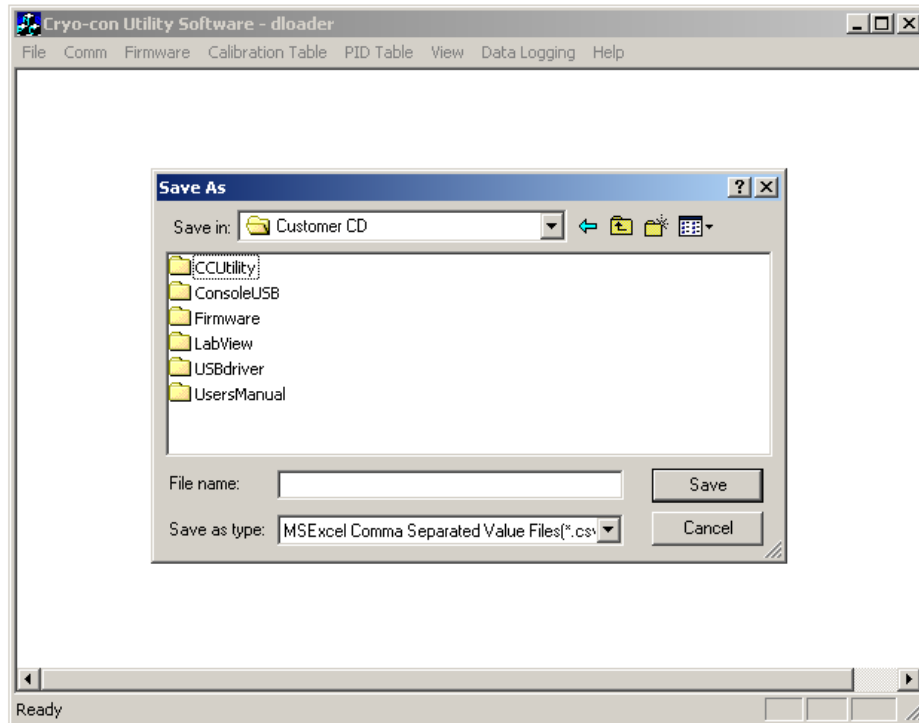 Cryo-con Utility Software - dloader
File Comm Firmware Calibration Table PID Table View Data Logging Help
Save As
Save in: Customer CD
CCUtility
ConsoleUSB
Firmware
LabView
USBdriver
UsersManual
File name: Save
Save as type: MSExcel Comma Separated Value Files(*.csv Cancel
Ready